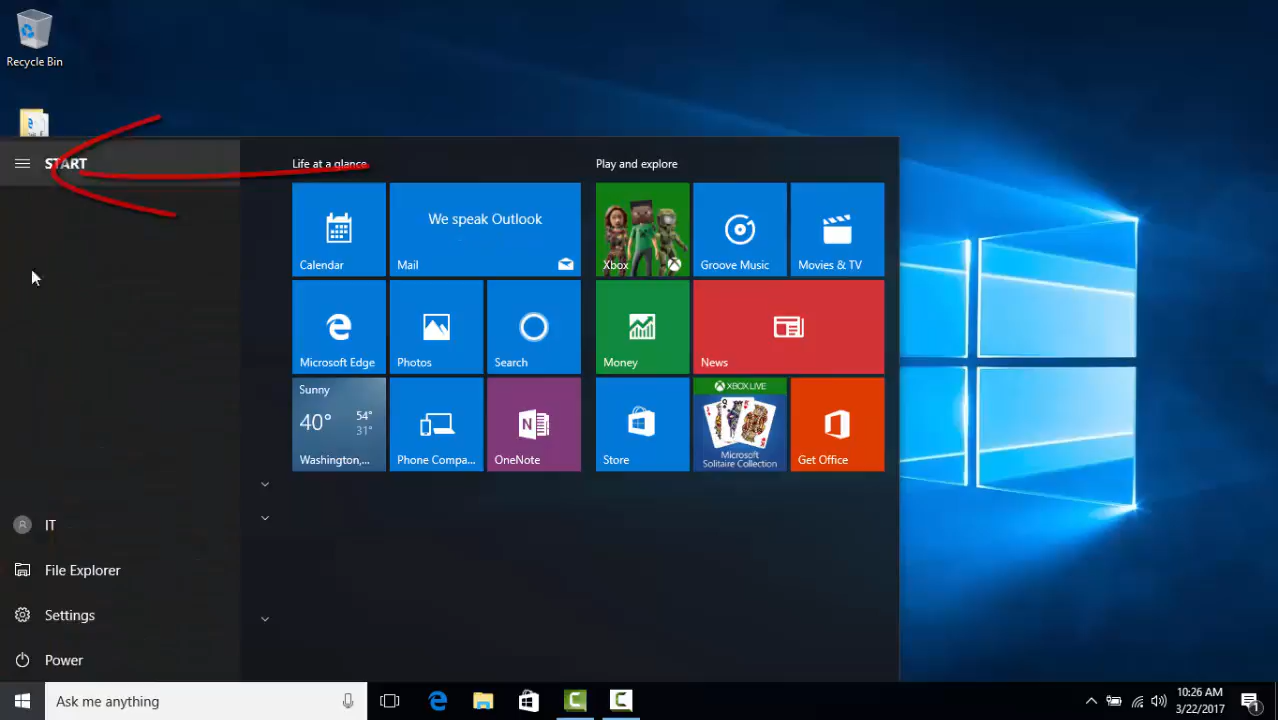 Recycle Bin
START
Life at a glance
Play and explore
Calendar
We speak Outlook
Mail
Xbox
Groove Music
Movies & TV
Microsoft Edge
Photos
Search
Money
News
Sunny
40°
54°
31°
Washington,...
Phone Compa...
OneNote
Store
XBOX LIVE
Microsoft
Solitaire Collection
Get Office
IT
File Explorer
Settings
Power
Ask me anything
10:26 AM
3/22/2017
1